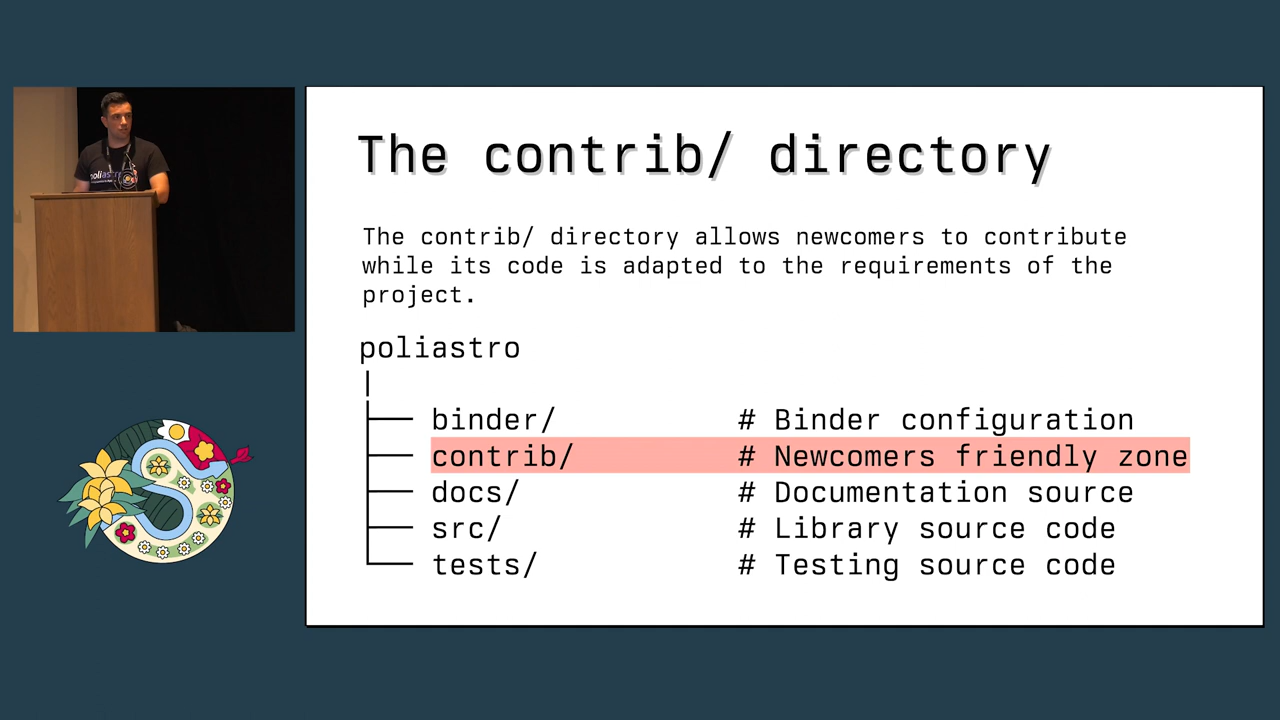 The contrib/ directory
The contrib/ directory allows newcomers to contribute
while its code is adapted to the requirements of the
project.
poliastro
binder/ # Binder configuration
contrib/ # Newcomers friendly zone
docs/ # Documentation source
src/ # Library source code
tests/ # Testing source code